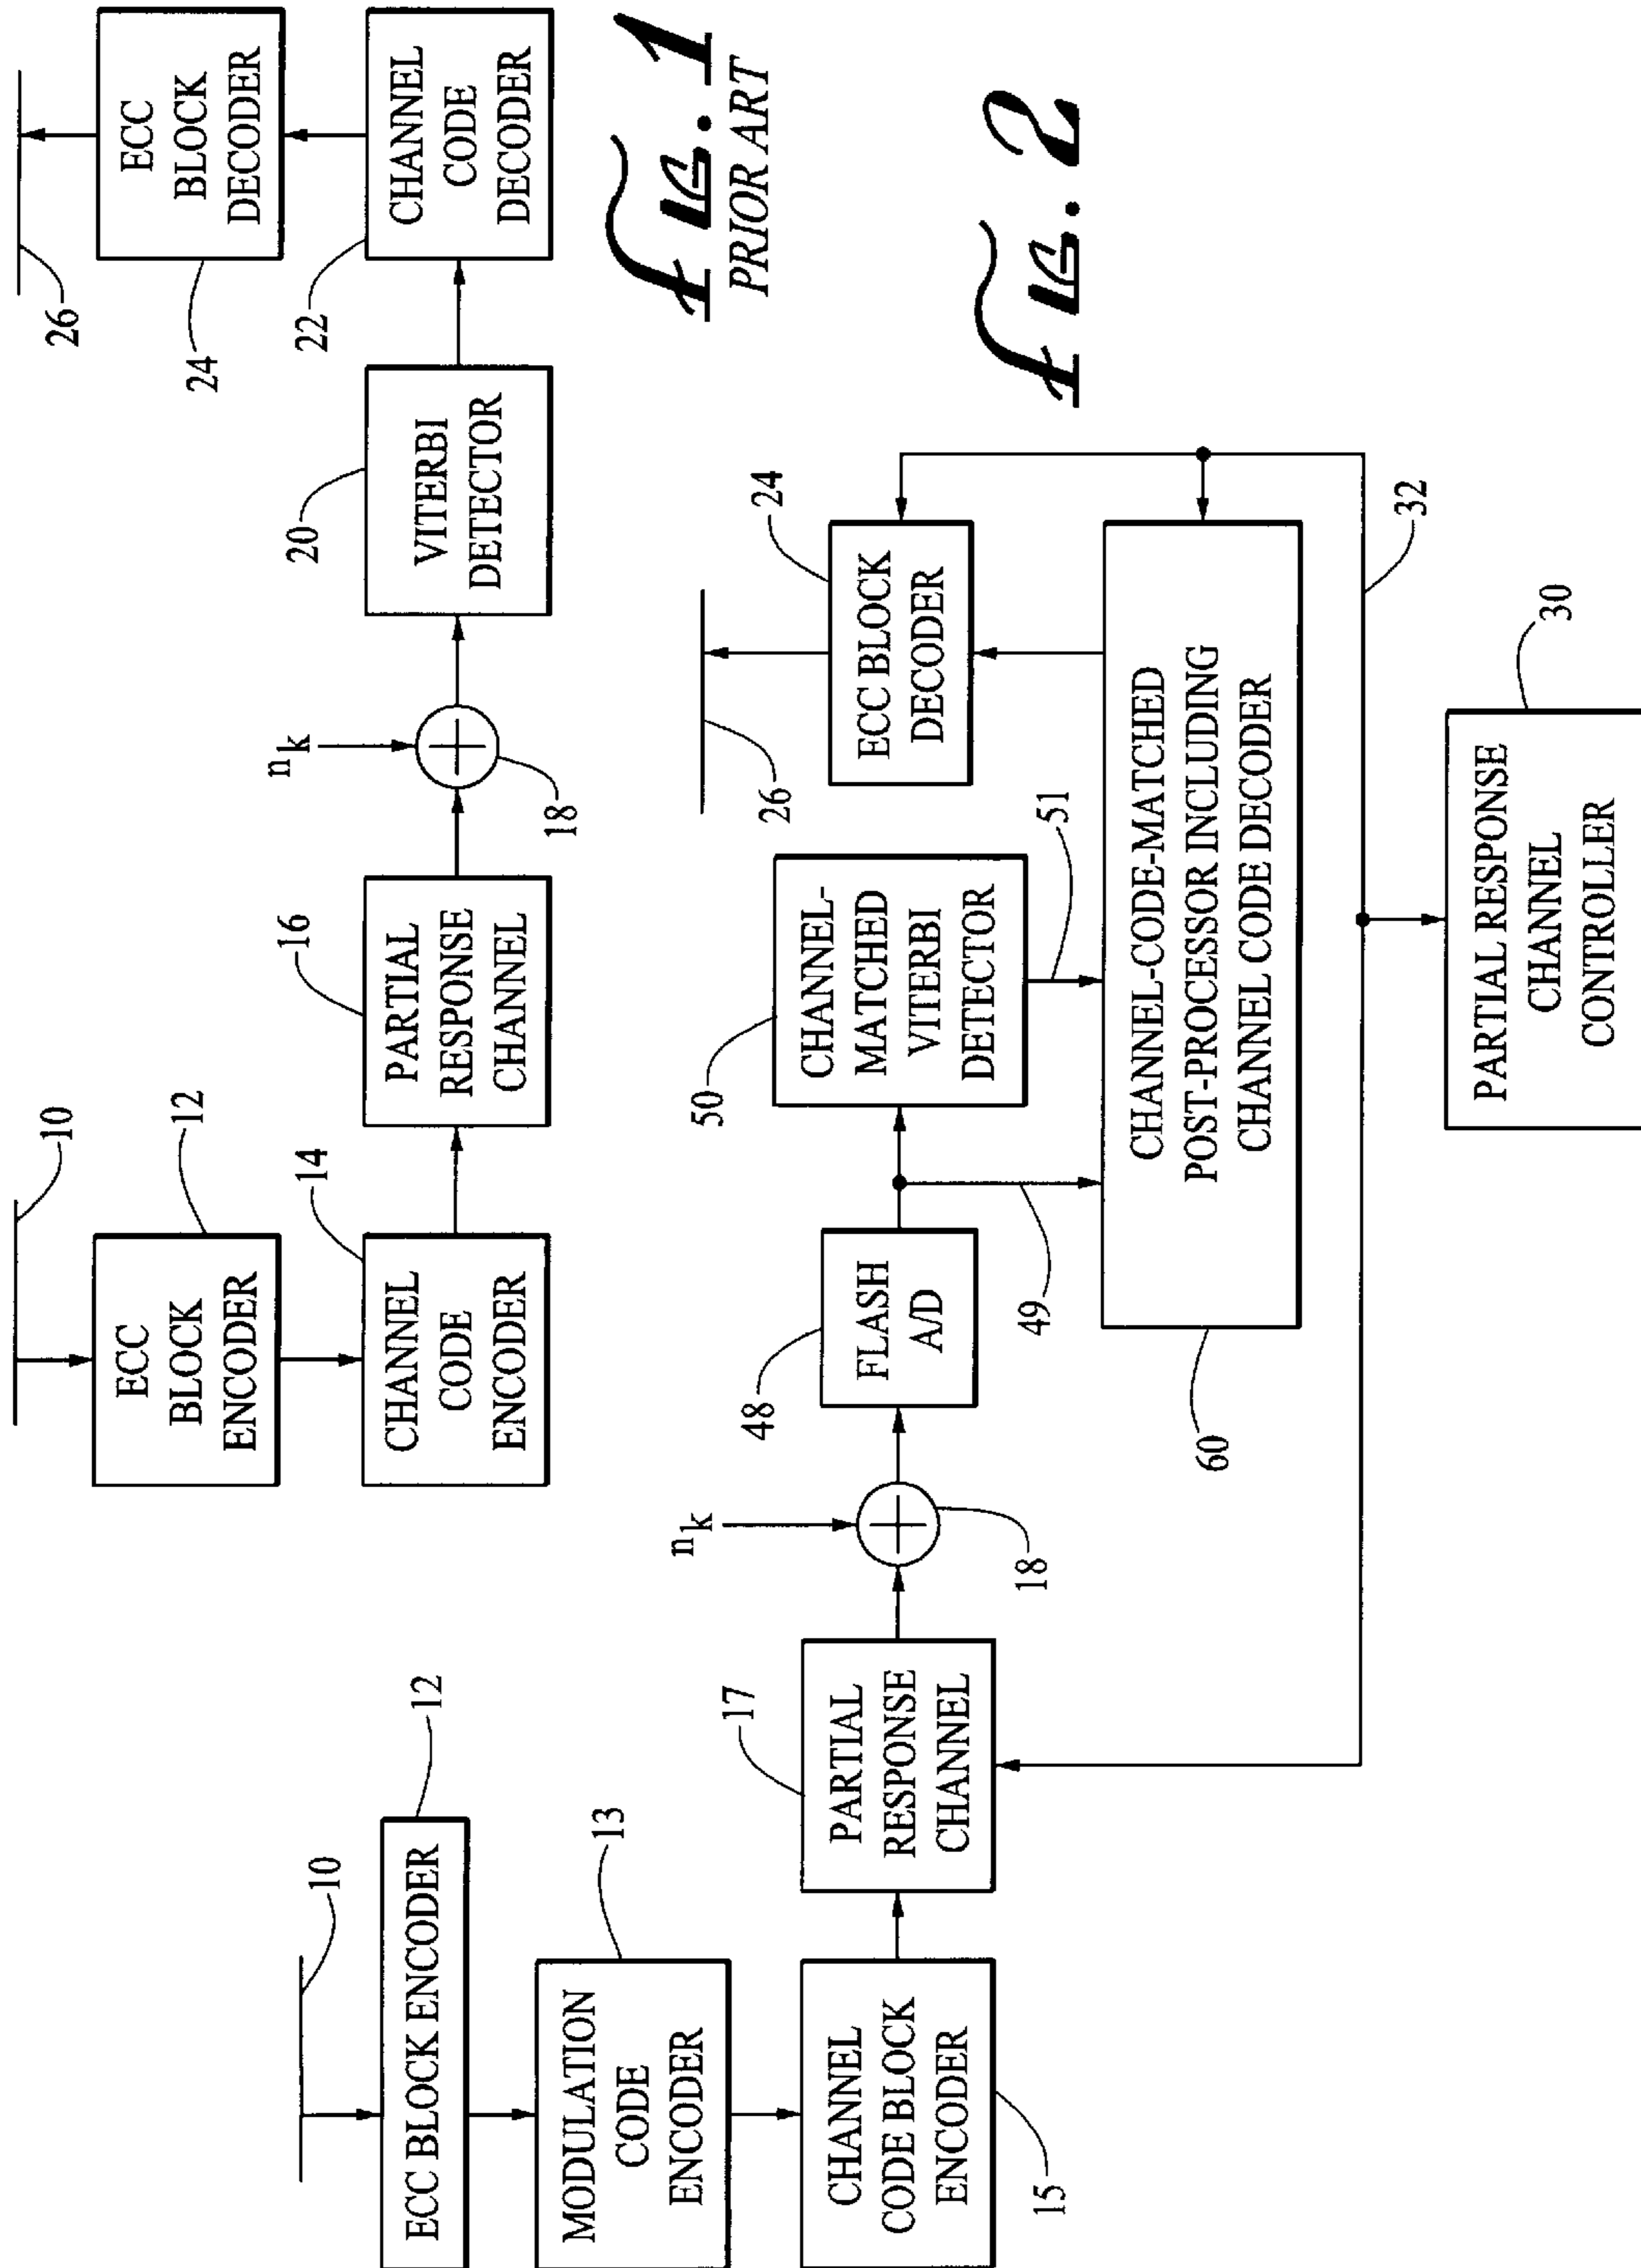 10
ECC
BLOCK
ENCODER
12
CHANNEL
CODE
ENCODER
14
PARTIAL
RESPONSE
CHANNEL
16
n_k
18
VITERBI
DETECTOR
20
CHANNEL
CODE
DECODER
22
ECC
BLOCK
DECODER
24
26
FIG. 1
PRIOR ART
10
ECC BLOCK ENCODER
12
MODULATION
CODE
ENCODER
13
CHANNEL
CODE BLOCK
ENCODER
15
PARTIAL
RESPONSE
CHANNEL
17
n_k
18
FLASH
A/D
48
49
CHANNEL-
MATCHED
VITERBI
DETECTOR
50
51
CHANNEL-CODE-MATCHED
POST-PROCESSOR INCLUDING
CHANNEL CODE DECODER
60
ECC BLOCK
DECODER
24
26
32
PARTIAL RESPONSE
CHANNEL
CONTROLLER
30
FIG. 2